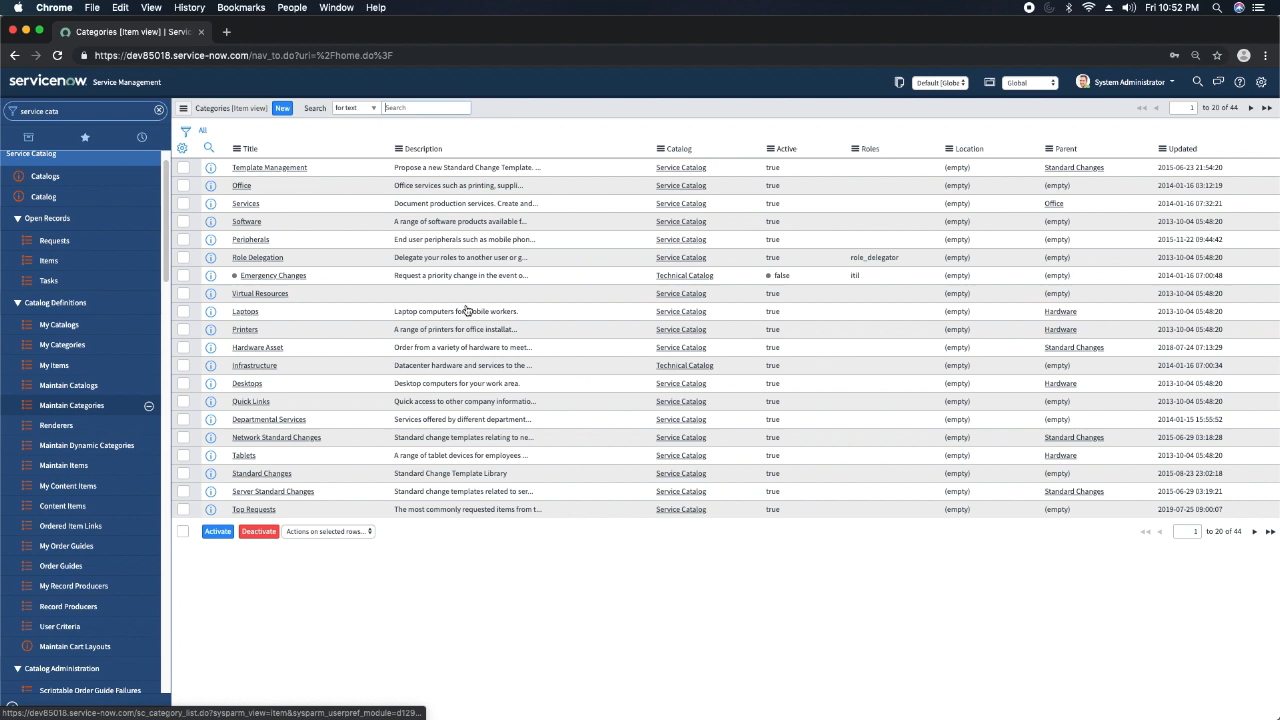 Chrome File Edit View History Bookmarks People Window Help Fri 10:52 PM
Categories [Item view] | Servic
https://dev85018.service-now.com/nav_to.do?uri=%2Fhome.do%3F
servicenow Service Management Default [Globa Global System Administrator
service cata
Categories [Item view] New Search for text Search 1 to 20 of 44
All
Title Description Catalog Active Roles Location Parent Updated
Template Management Propose a new Standard Change Template. ... Service Catalog true (empty) Standard Changes 2015-06-23 21:54:20
Office Office services such as printing, suppli... Service Catalog true (empty) (empty) 2014-01-16 03:12:19
Services Document production services. Create and... Service Catalog true (empty) Office 2014-01-16 07:32:21
Software A range of software products available f... Service Catalog true (empty) (empty) 2013-10-04 05:48:20
Peripherals End user peripherals such as mobile phon... Service Catalog true (empty) (empty) 2015-11-22 09:44:42
Role Delegation Delegate your roles to another user or g... Service Catalog true role_delegator (empty) (empty) 2013-10-04 05:48:20
Emergency Changes Request a priority change in the event o... Technical Catalog false itil (empty) (empty) 2014-01-16 07:00:48
Virtual Resources Service Catalog true (empty) (empty) 2013-10-04 05:48:20
Laptops Laptop computers for mobile workers. Service Catalog true (empty) Hardware 2013-10-04 05:48:20
Printers A range of printers for office installat... Service Catalog true (empty) Hardware 2013-10-04 05:48:20
Hardware Asset Order from a variety of hardware to meet... Service Catalog true (empty) Standard Changes 2018-07-24 07:13:29
Infrastructure Datacenter hardware and services to the ... Technical Catalog true (empty) (empty) 2014-01-16 07:00:34
Desktops Desktop computers for your work area. Service Catalog true (empty) Hardware 2013-10-04 05:48:20
Quick Links Quick access to other company informatio... Service Catalog true (empty) (empty) 2013-10-04 05:48:20
Departmental Services Services offered by different department... Service Catalog true (empty) (empty) 2014-01-15 15:55:52
Network Standard Changes Standard change templates relating to ne... Service Catalog true (empty) Standard Changes 2015-06-29 03:18:28
Tablets A range of tablet devices for employees ... Service Catalog true (empty) Hardware 2013-10-04 05:48:20
Standard Changes Standard Change Template Library Service Catalog true (empty) (empty) 2015-08-23 23:02:18
Server Standard Changes Standard change templates related to ser... Service Catalog true (empty) Standard Changes 2015-06-29 03:19:21
Top Requests The most commonly requested items from t... Service Catalog true (empty) (empty) 2019-07-25 09:00:07
Activate Deactivate Actions on selected rows... 1 to 20 of 44
Service Catalog
Catalogs
Catalog
Open Records
Requests
Items
Tasks
Catalog Definitions
My Catalogs
My Categories
My Items
Maintain Catalogs
Maintain Categories
Renderers
Maintain Dynamic Categories
Maintain Items
My Content Items
Content Items
Ordered Item Links
My Order Guides
Order Guides
My Record Producers
Record Producers
User Criteria
Maintain Cart Layouts
Catalog Administration
Scriptable Order Guide Failures
https://dev85018.service-now.com/sc_category_list.do?sysparm_view=item&sysparm_userpref_module=d129...